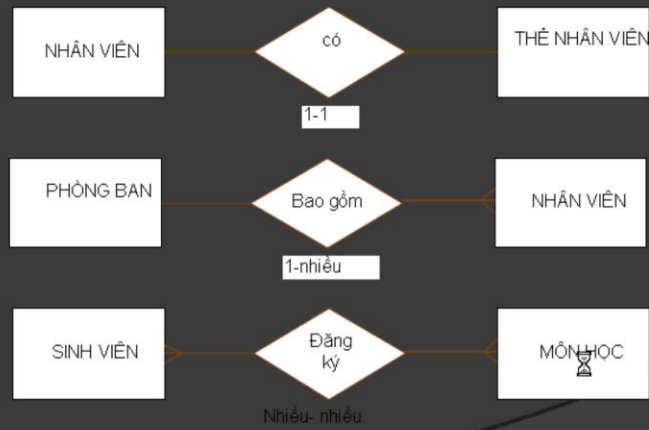 NHÂN VIÊN
có
THẺ NHÂN VIÊN
1-1
PHÒNG BAN
Bao gồm
NHÂN VIÊN
1-nhiều
SINH VIÊN
Đăng
ký
MÔN HỌC
Nhiều- nhiều